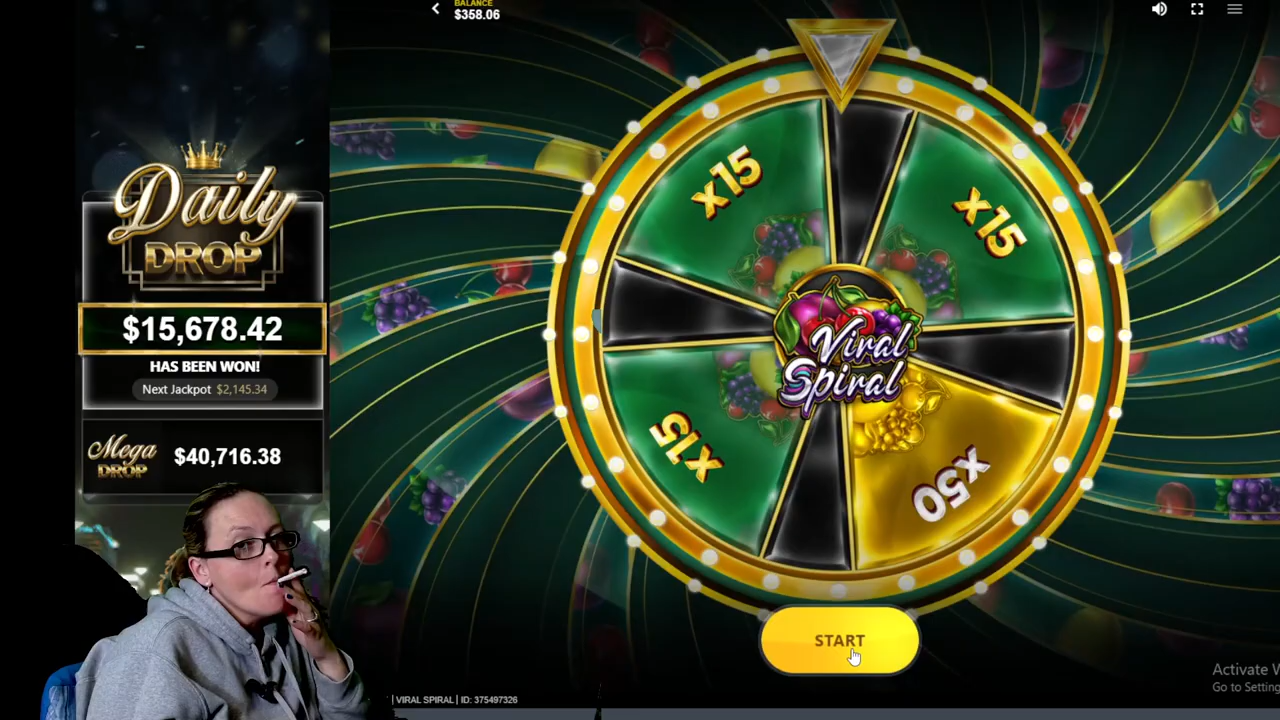 BALANCE
$358.06
Daily
DROP
$15,678.42
HAS BEEN WON!
Next Jackpot $2,145.34
Mega
DROP
$40,716.38
x15
x15
x15
x50
Viral
Spiral
START
| VIRAL SPIRAL | ID: 375497326
Activate W
Go to Setting